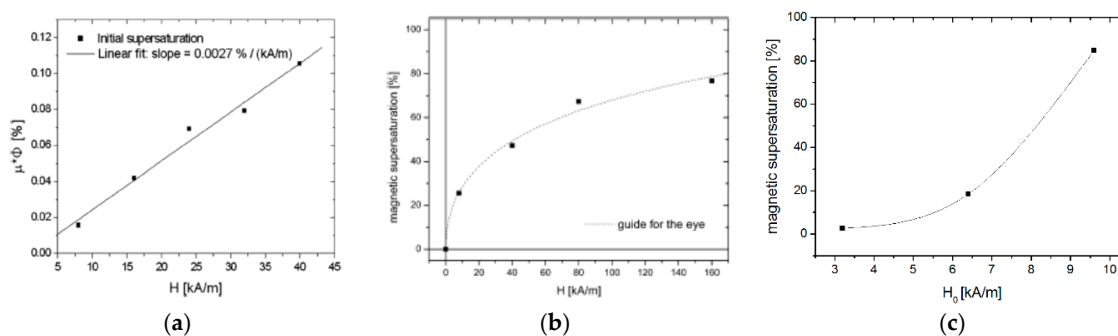 0.12
0.10
0.08
0.06
0.04
0.02
0.00
μ*Φ [%]
Initial supersaturation
Linear fit: slope = 0.0027 % / (kA/m)
5 10 15 20 25 30 35 40 45
H [kA/m]
(a)
100
80
60
40
20
0
magnetic supersaturation [%]
guide for the eye
0 20 40 60 80 100 120 140 160
H [kA/m]
(b)
100
80
60
40
20
0
magnetic supersaturation [%]
3 4 5 6 7 8 9 10
H₀ [kA/m]
(c)